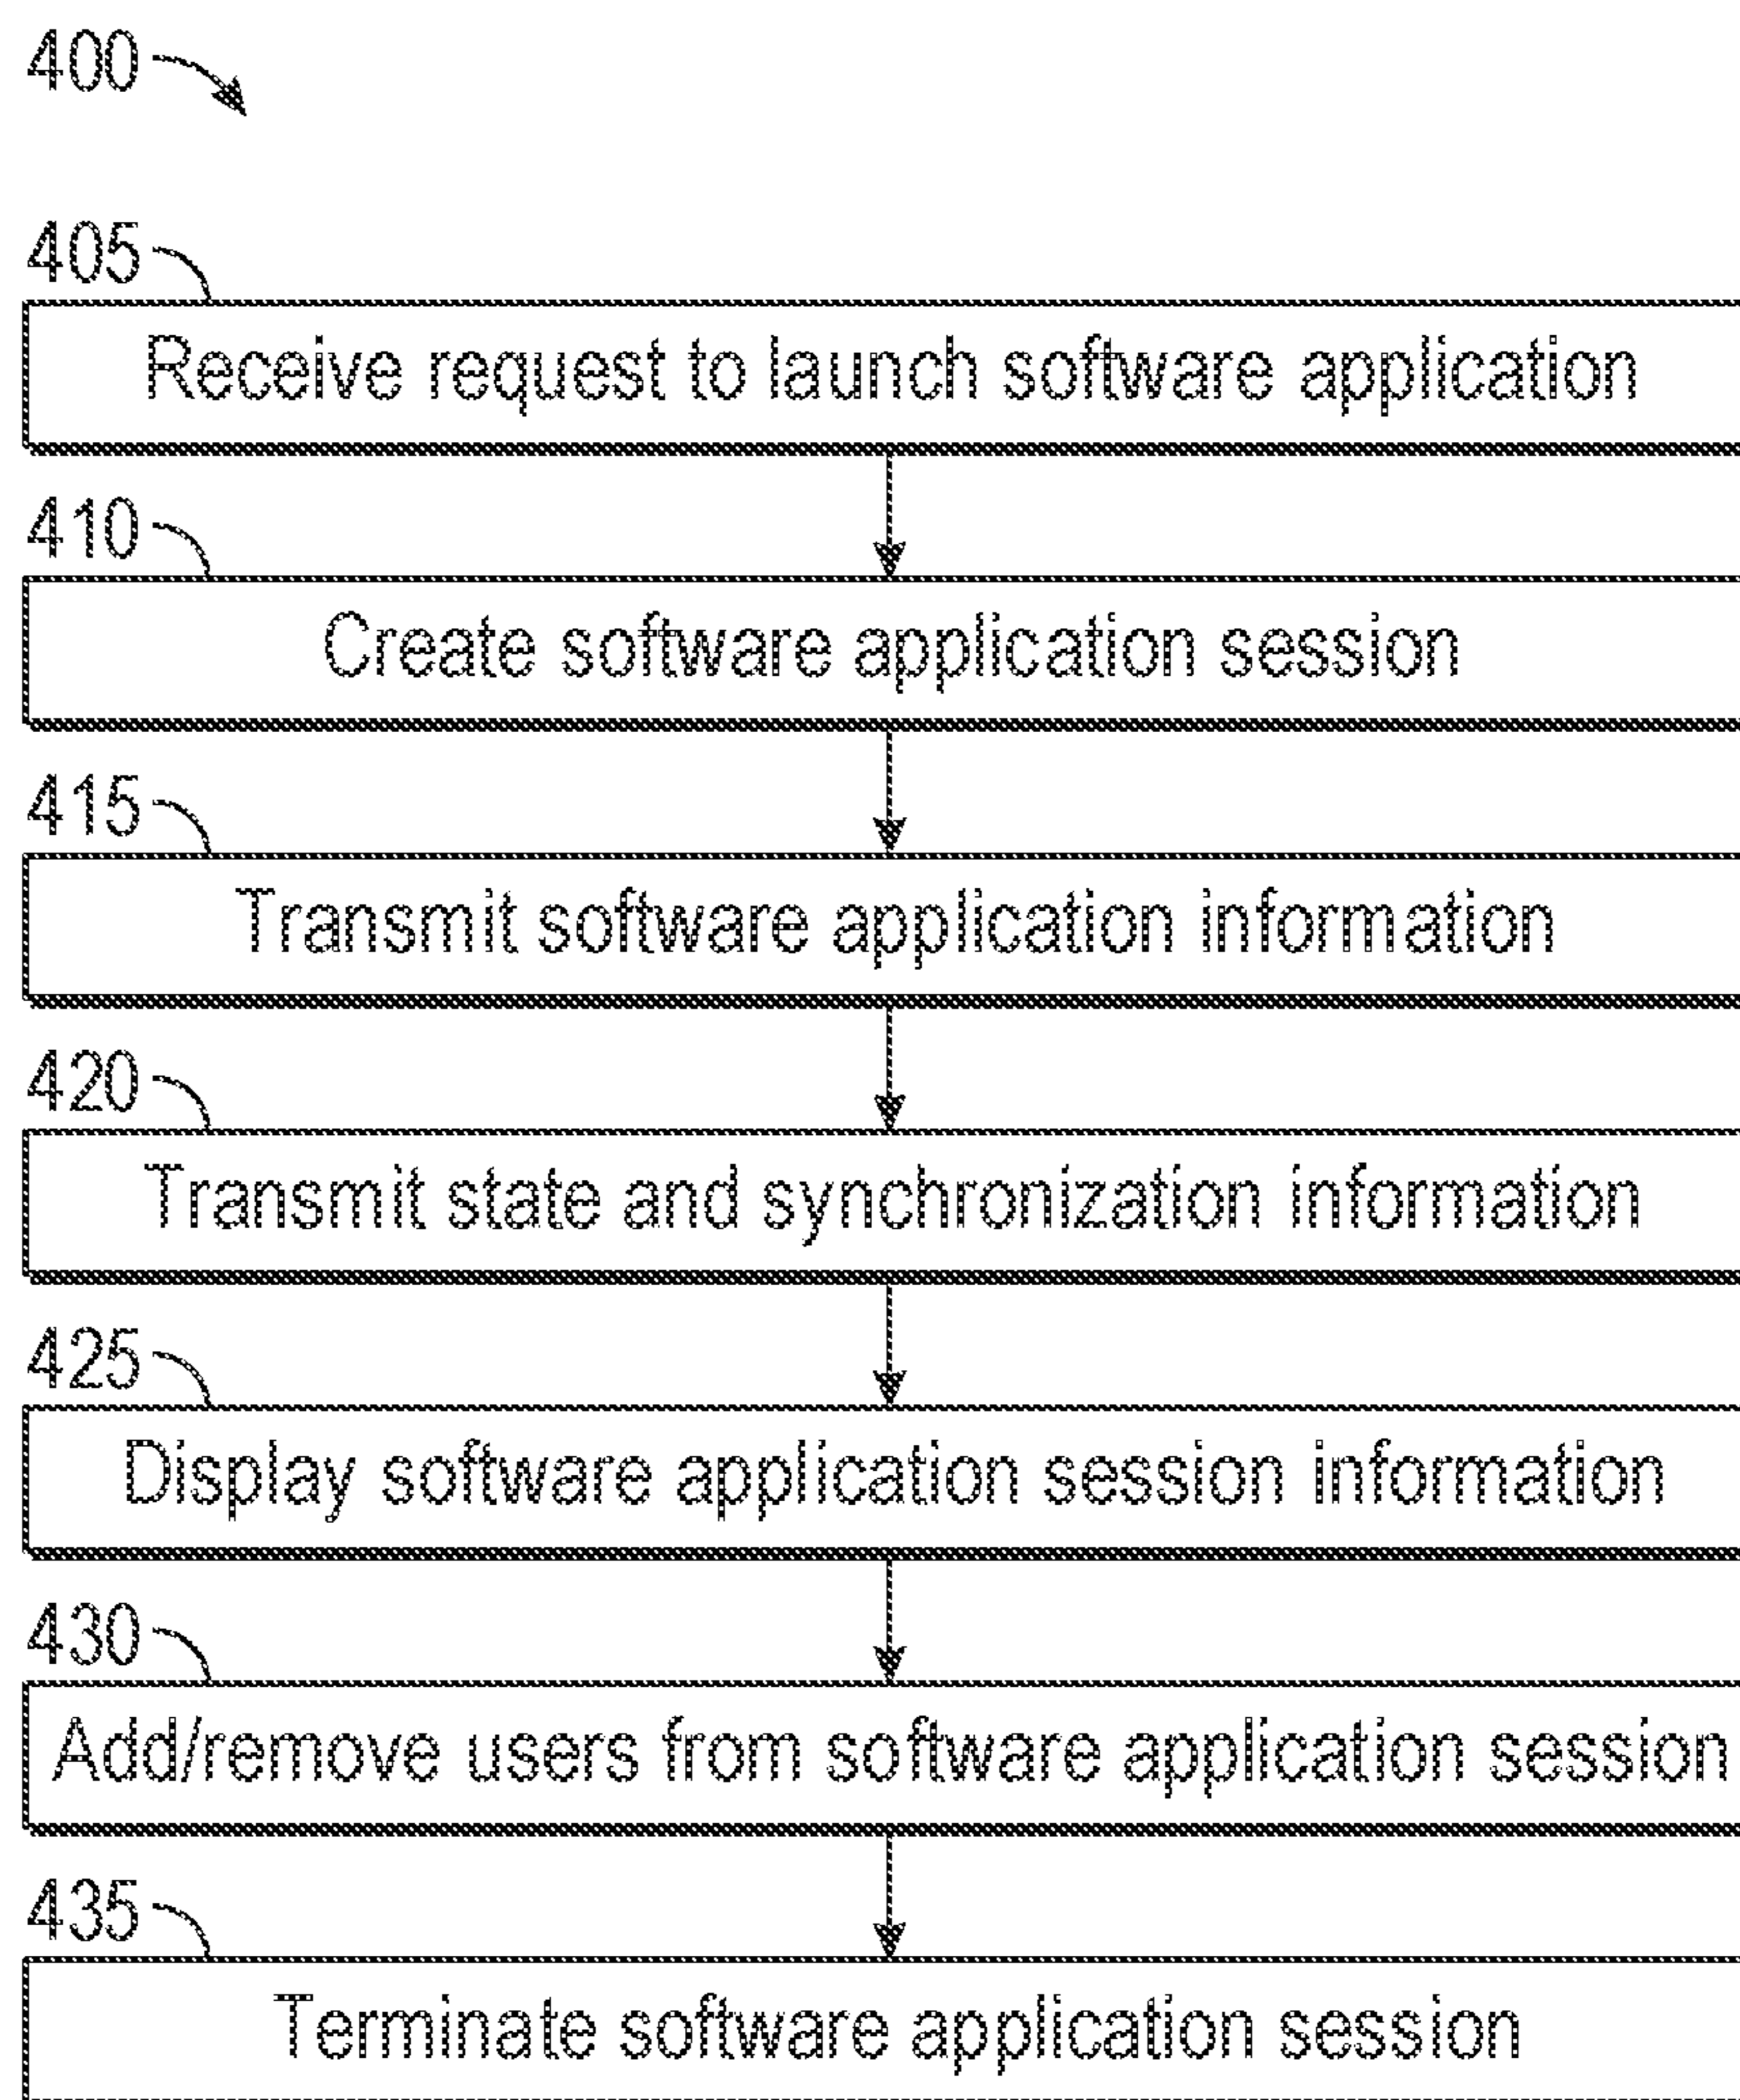 400
405
Receive request to launch software application
410
Create software application session
415
Transmit software application information
420
Transmit state and synchronization information
425
Display software application session information
430
Add/remove users from software application session
435
Terminate software application session